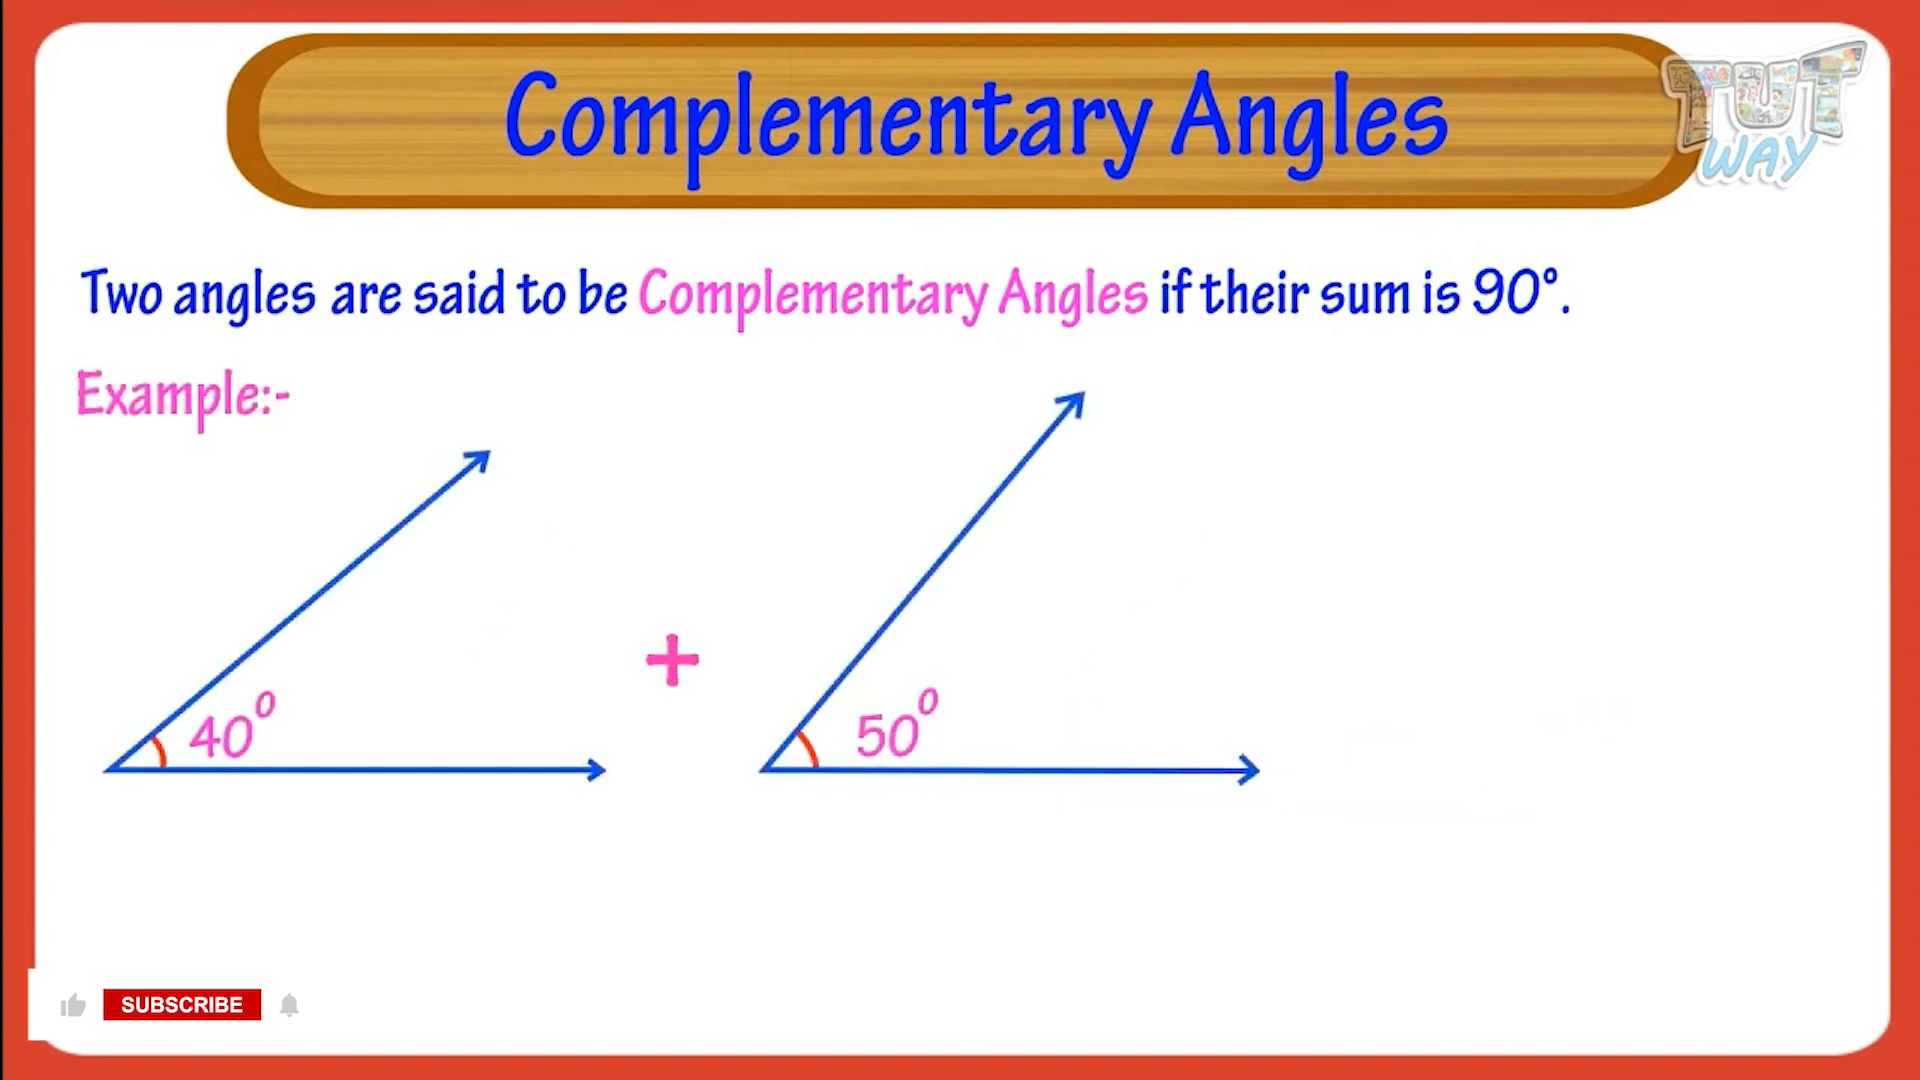 Complementary Angles
TUT
WAY
Two angles are said to be Complementary Angles if their sum is 90°.
Example:-
40°
+
50°
SUBSCRIBE